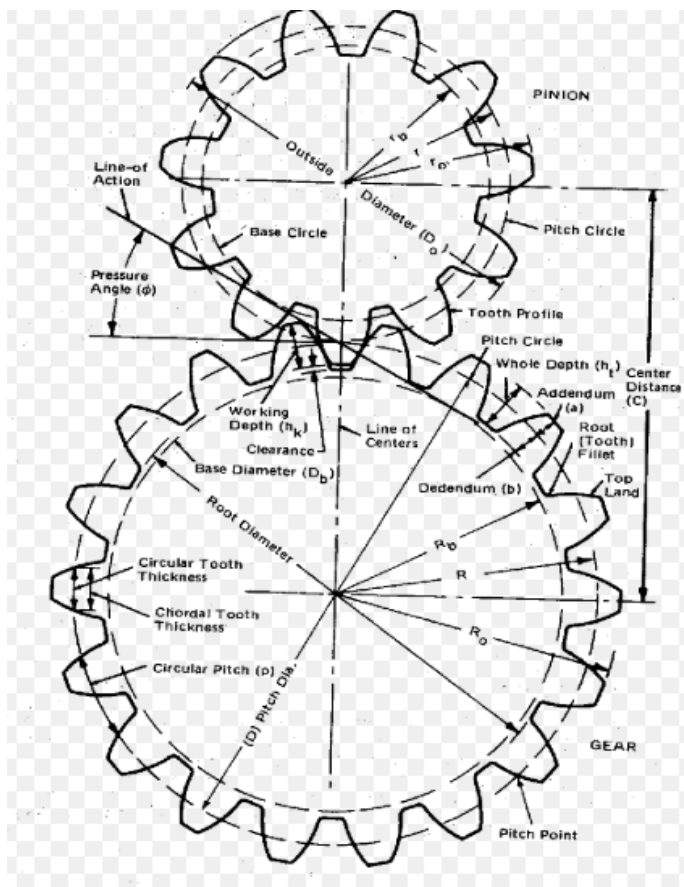 PINION
Outside
Diameter (Do)
rb
r
ro
Line-of
Action
Base Circle
Pitch Circle
Pressure
Angle (ϕ)
Tooth Profile
Pitch Circle
Whole Depth (ht)
Center
Distance
(C)
Addendum
(a)
Working
Depth (hk)
Clearance
Line of
Centers
Root
(Tooth)
Fillet
Top
Land
Base Diameter (Db)
Dedendum (b)
Root Diameter
Rb
R
Ro
Circular Tooth
Thickness
Chordal Tooth
Thickness
Circular Pitch (p)
(D) Pitch Dia.
GEAR
Pitch Point